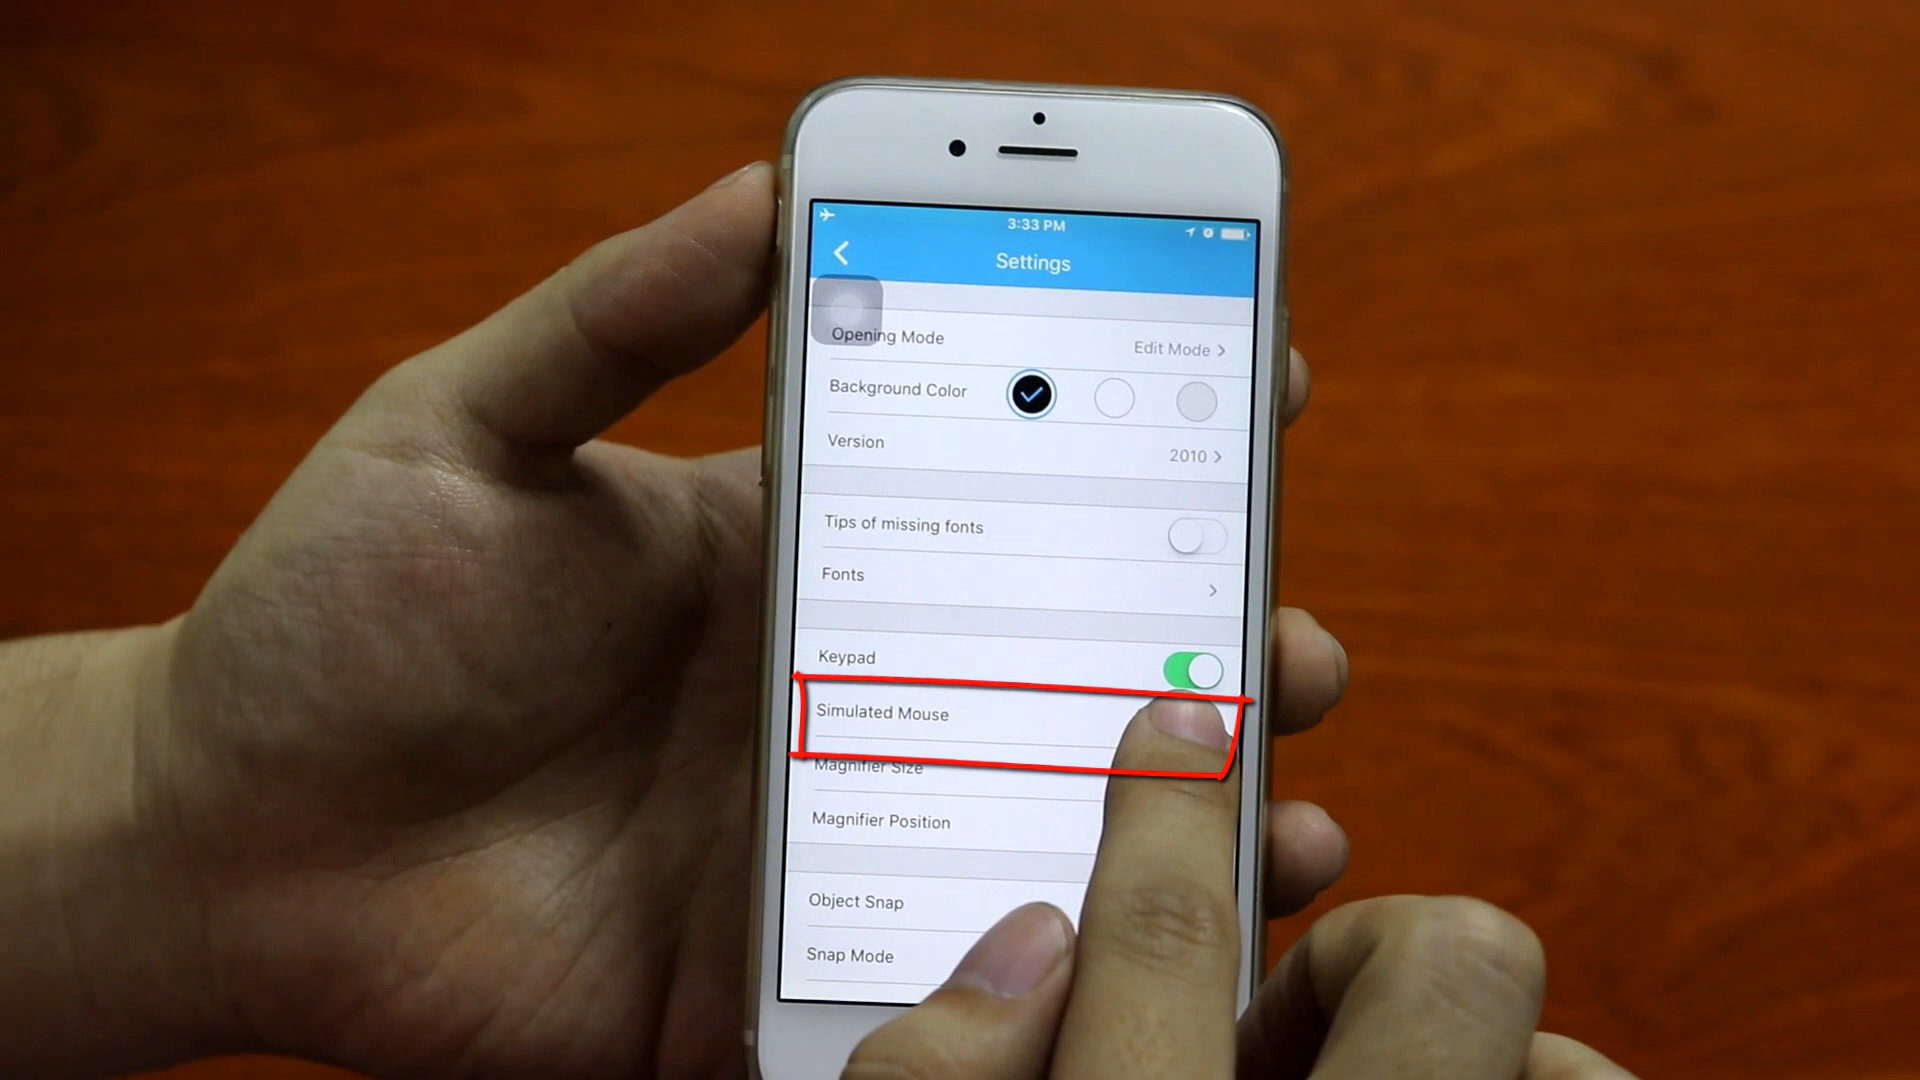 3:33 PM
Settings
Opening Mode Edit Mode
Background Color
Version 2010
Tips of missing fonts
Fonts
Keypad
Simulated Mouse
Magnifier Size
Magnifier Position
Object Snap
Snap Mode